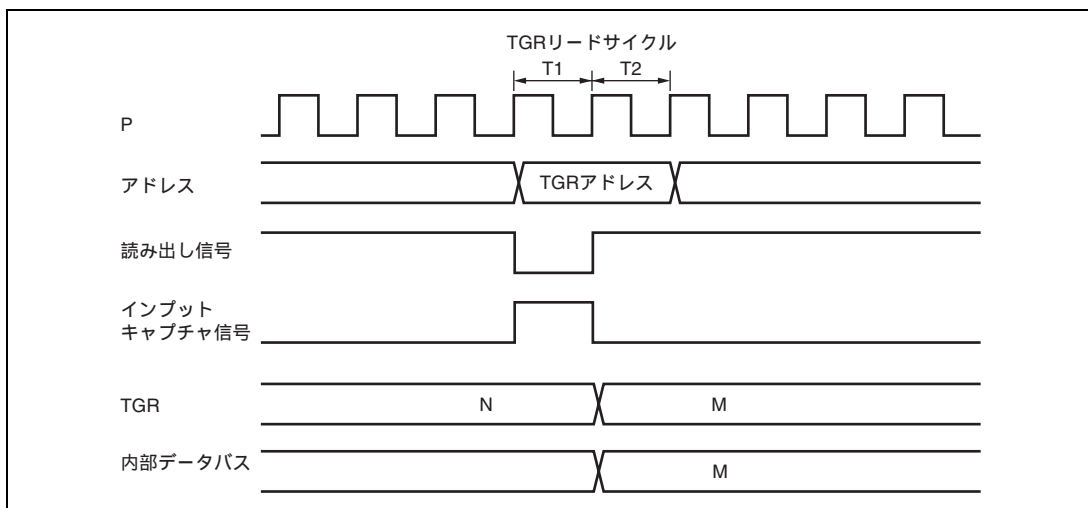 TGRリードサイクル
T1 T2
P
アドレス TGRアドレス
読み出し信号
インプット
キャプチャ信号
TGR N M
内部データバス M